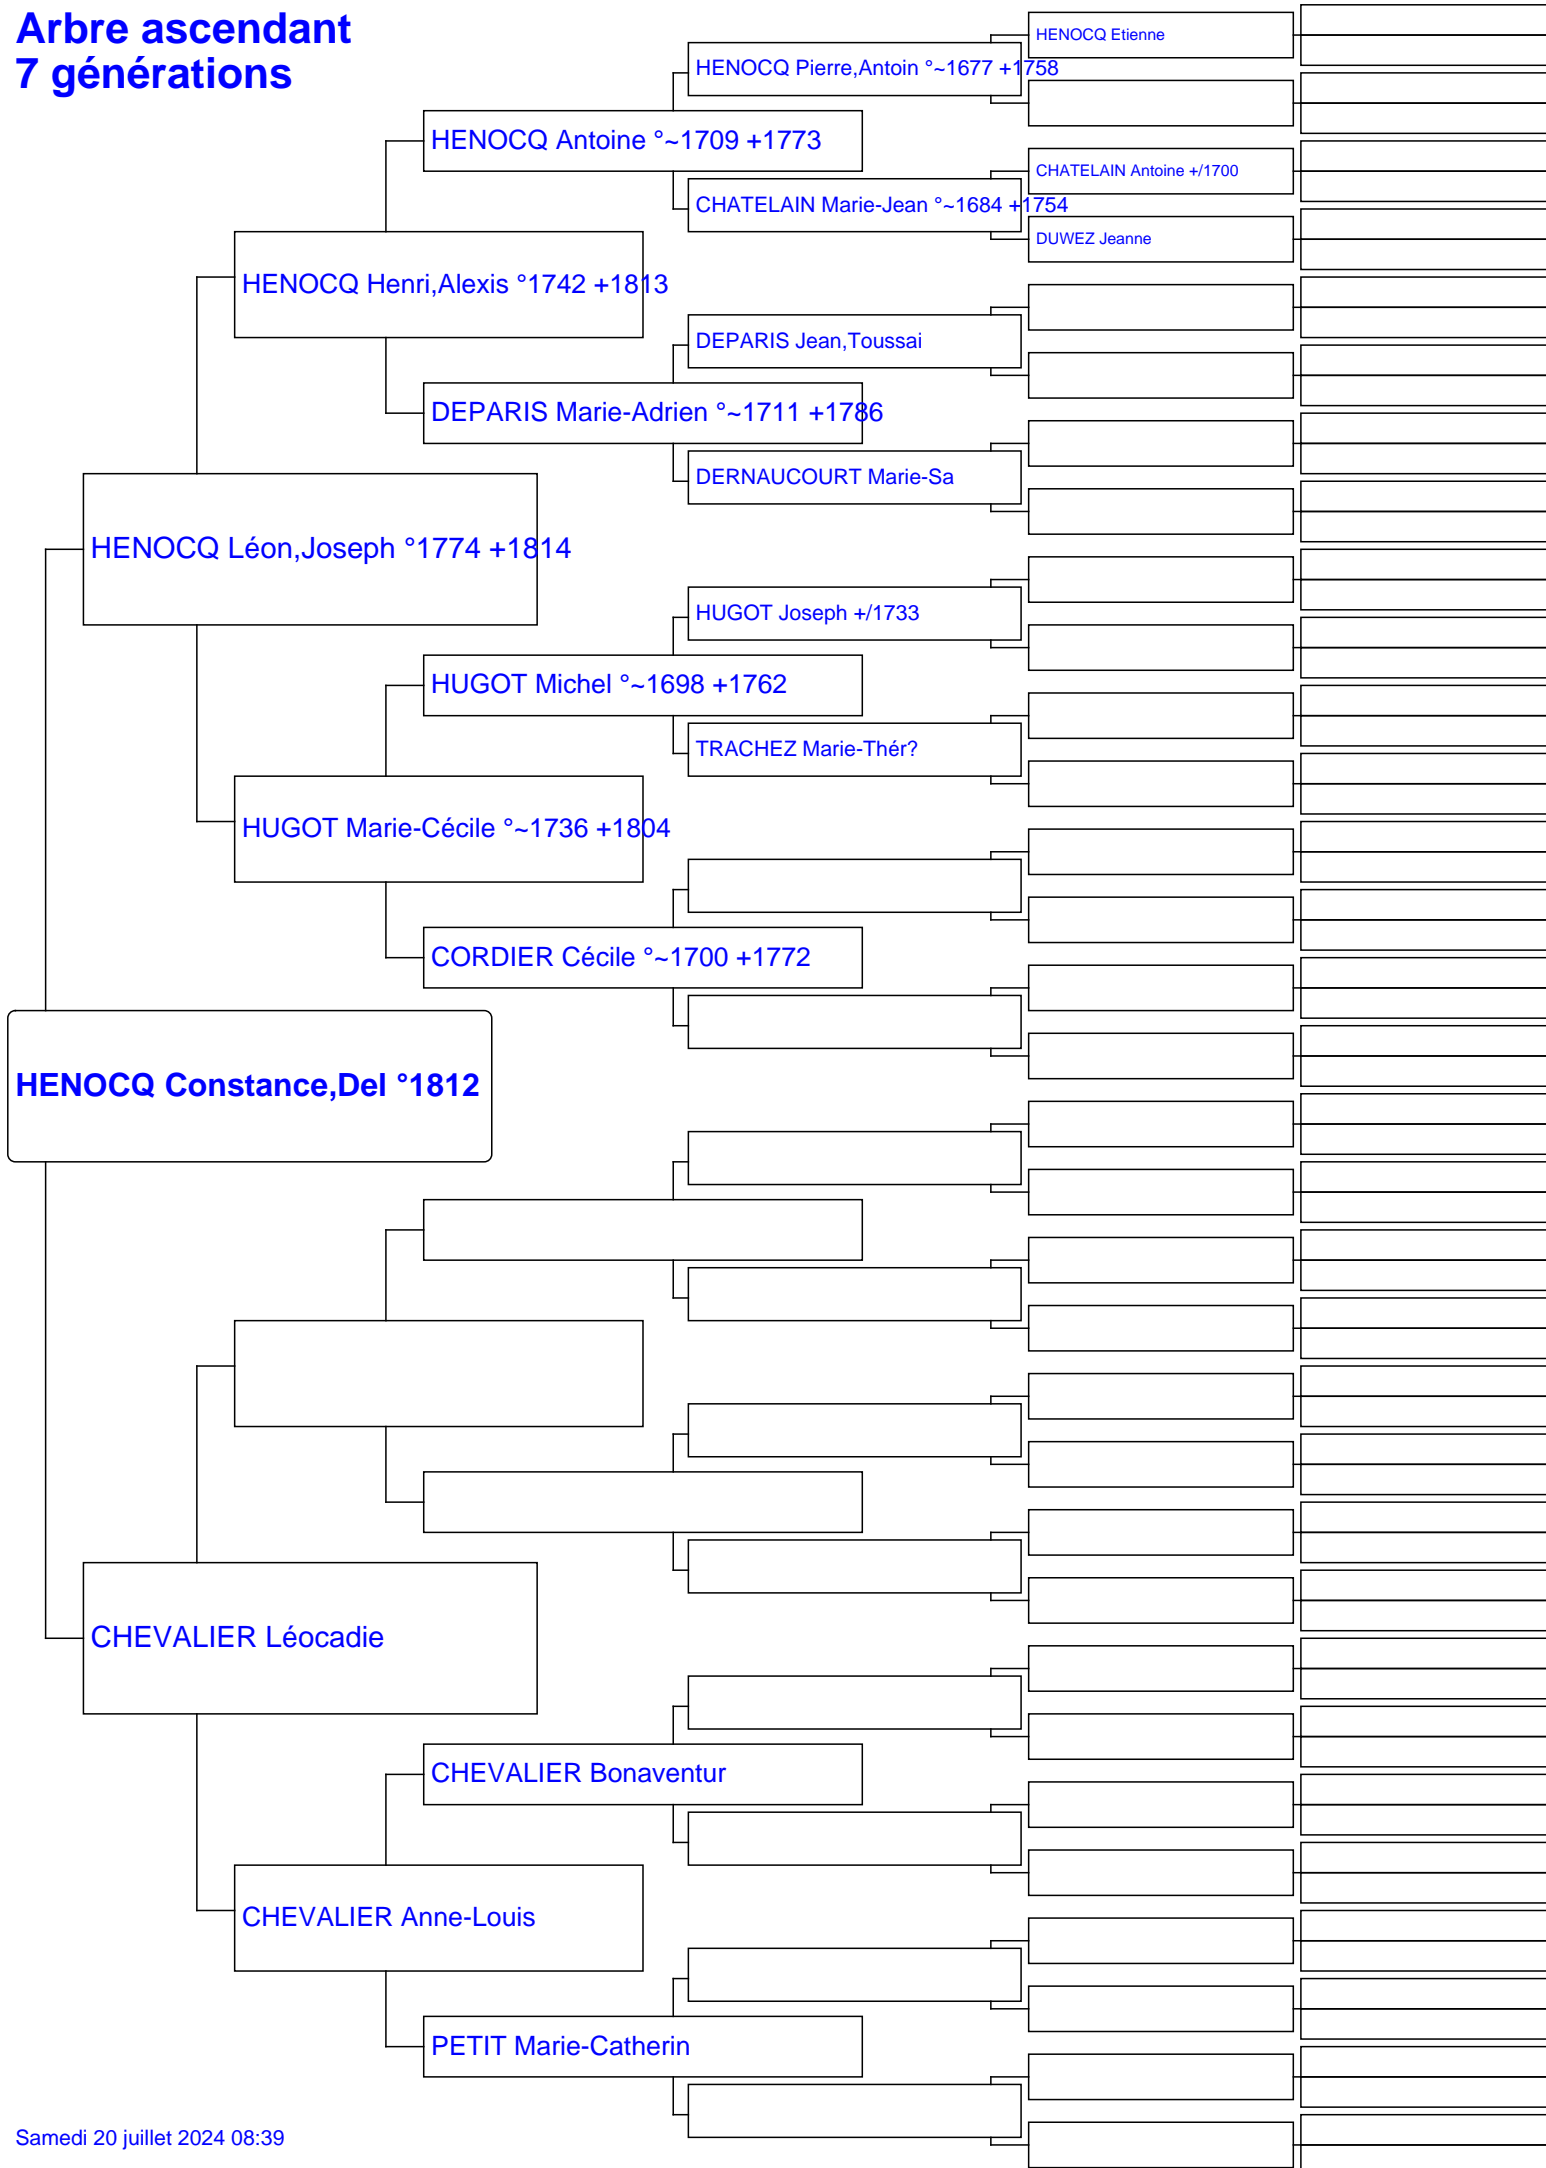 Arbre ascendant
7 générations
HENOCQ Etienne
HENOCQ Pierre,Antoin °~1677 +1758
HENOCQ Antoine °~1709 +1773
CHATELAIN Antoine +/1700
CHATELAIN Marie-Jean °~1684 +1754
DUWEZ Jeanne
HENOCQ Henri,Alexis °1742 +1813
DEPARIS Jean,Toussai
DEPARIS Marie-Adrien °~1711 +1786
DERNAUCOURT Marie-Sa
HENOCQ Léon,Joseph °1774 +1814
HUGOT Joseph +/1733
HUGOT Michel °~1698 +1762
TRACHEZ Marie-Thér?
HUGOT Marie-Cécile °~1736 +1804
CORDIER Cécile °~1700 +1772
HENOCQ Constance,Del °1812
CHEVALIER Léocadie
CHEVALIER Bonaventur
CHEVALIER Anne-Louis
PETIT Marie-Catherin
Samedi 20 juillet 2024 08:39